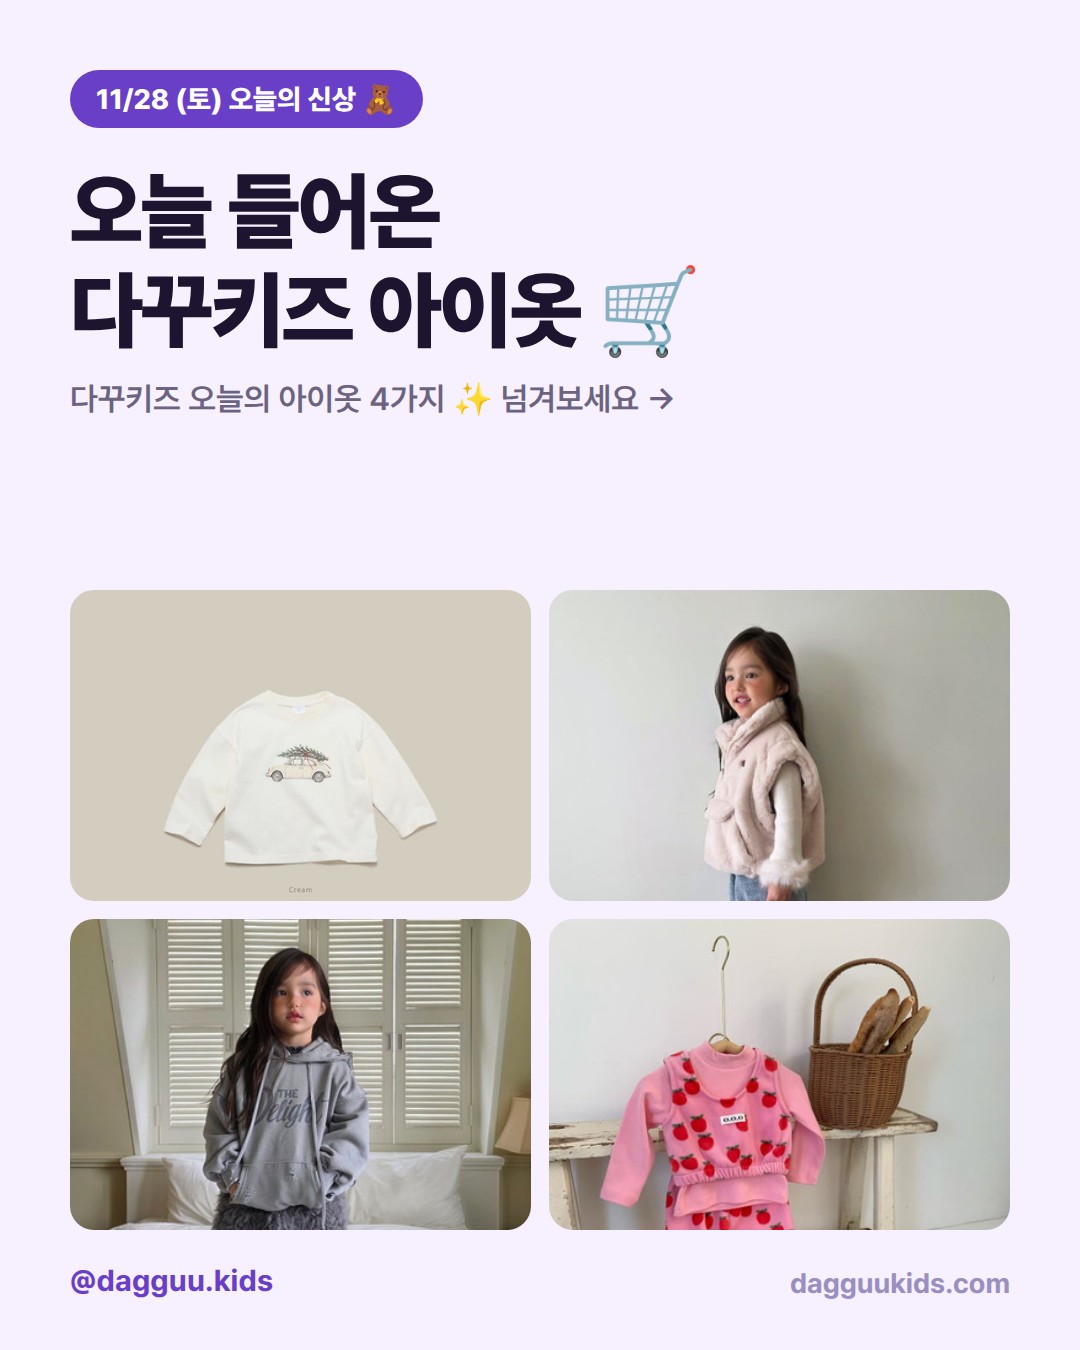 11/28 (토) 오늘의 신상 🧸
오늘 들어온
다꾸키즈 아이옷 🛒
다꾸키즈 오늘의 아이옷 4가지 ✨ 넘겨보세요 →
Cream
THE
Delight
@dagguu.kids
dagguukids.com